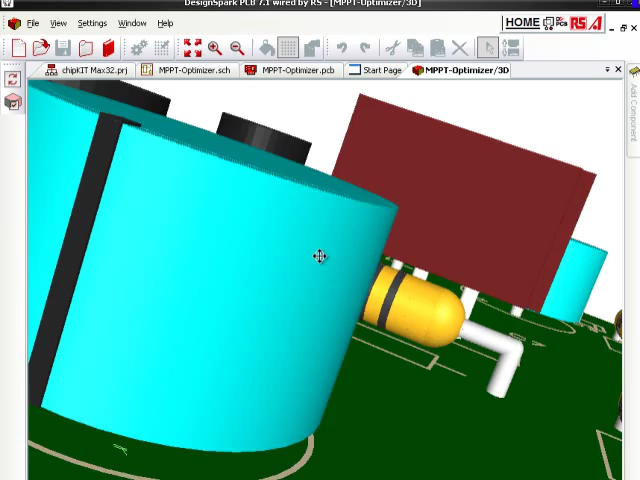 DesignSpark PCB 7.1 wired by RS - [MPPT-Optimizer/3D]
File View Settings Window Help
HOME PCB RS
chipKIT Max32.prj MPPT-Optimizer.sch MPPT-Optimizer.pcb Start Page MPPT-Optimizer/3D
Add Component